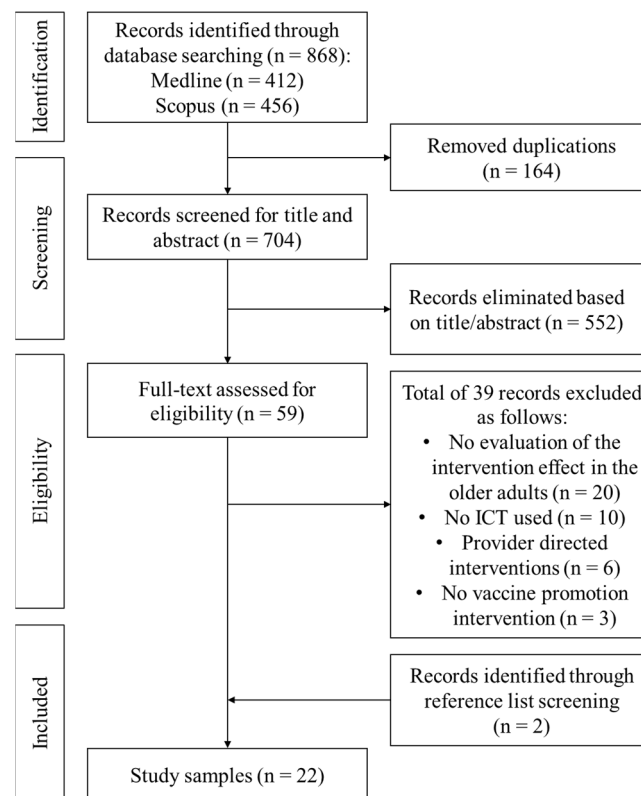 Identification
Records identified through
database searching (n = 868):
Medline (n = 412)
Scopus (n = 456)
Removed duplications
(n = 164)
Screening
Records screened for title and
abstract (n = 704)
Records eliminated based
on title/abstract (n = 552)
Eligibility
Full-text assessed for
eligibility (n = 59)
Total of 39 records excluded
as follows:
• No evaluation of the
intervention effect in the
older adults (n = 20)
• No ICT used (n = 10)
• Provider directed
interventions (n = 6)
• No vaccine promotion
intervention (n = 3)
Included
Records identified through
reference list screening
(n = 2)
Study samples (n = 22)